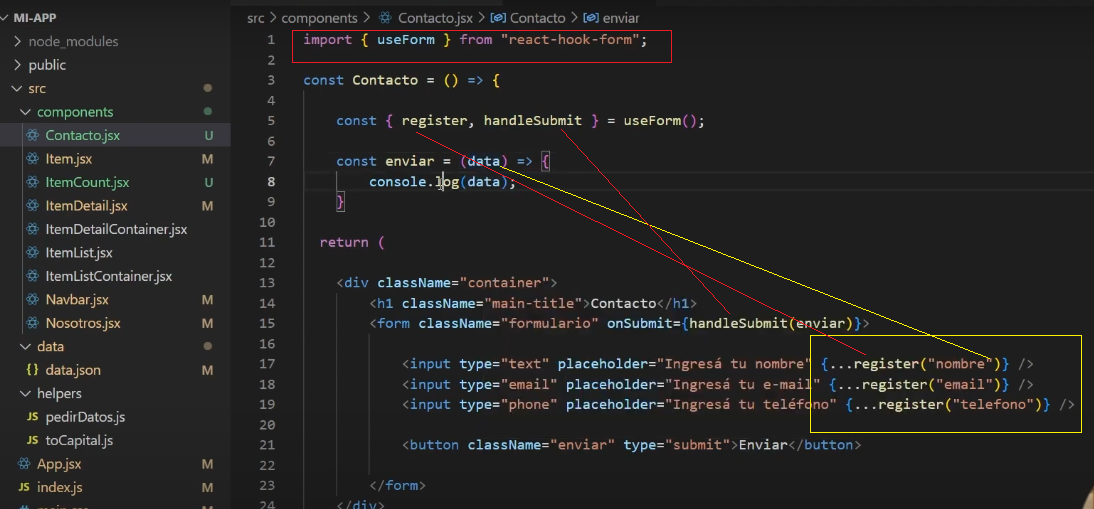 MI-APP
node_modules
public
src
components
Contacto.jsx U
Item.jsx M
ItemCount.jsx U
ItemDetail.jsx M
ItemDetailContainer.jsx
ItemList.jsx
ItemListContainer.jsx
Navbar.jsx M
Nosotros.jsx M
data
{} data.json M
helpers
JS pedirDatos.js
JS toCapital.js
App.jsx M
JS index.js M
src > components > Contacto.jsx > Contacto > enviar
1 import { useForm } from "react-hook-form";
2
3 const Contacto = () => {
4
5 const { register, handleSubmit } = useForm();
6
7 const enviar = (data) => {
8 console.log(data);
9 }
10
11 return (
12
13 <div className="container">
14 <h1 className="main-title">Contacto</h1>
15 <form className="formulario" onSubmit={handleSubmit(enviar)}>
16
17 <input type="text" placeholder="Ingresá tu nombre" {...register("nombre")} />
18 <input type="email" placeholder="Ingresá tu e-mail" {...register("email")} />
19 <input type="phone" placeholder="Ingresá tu teléfono" {...register("telefono")} />
20
21 <button className="enviar" type="submit">Enviar</button>
22
23 </form>
24 </div>